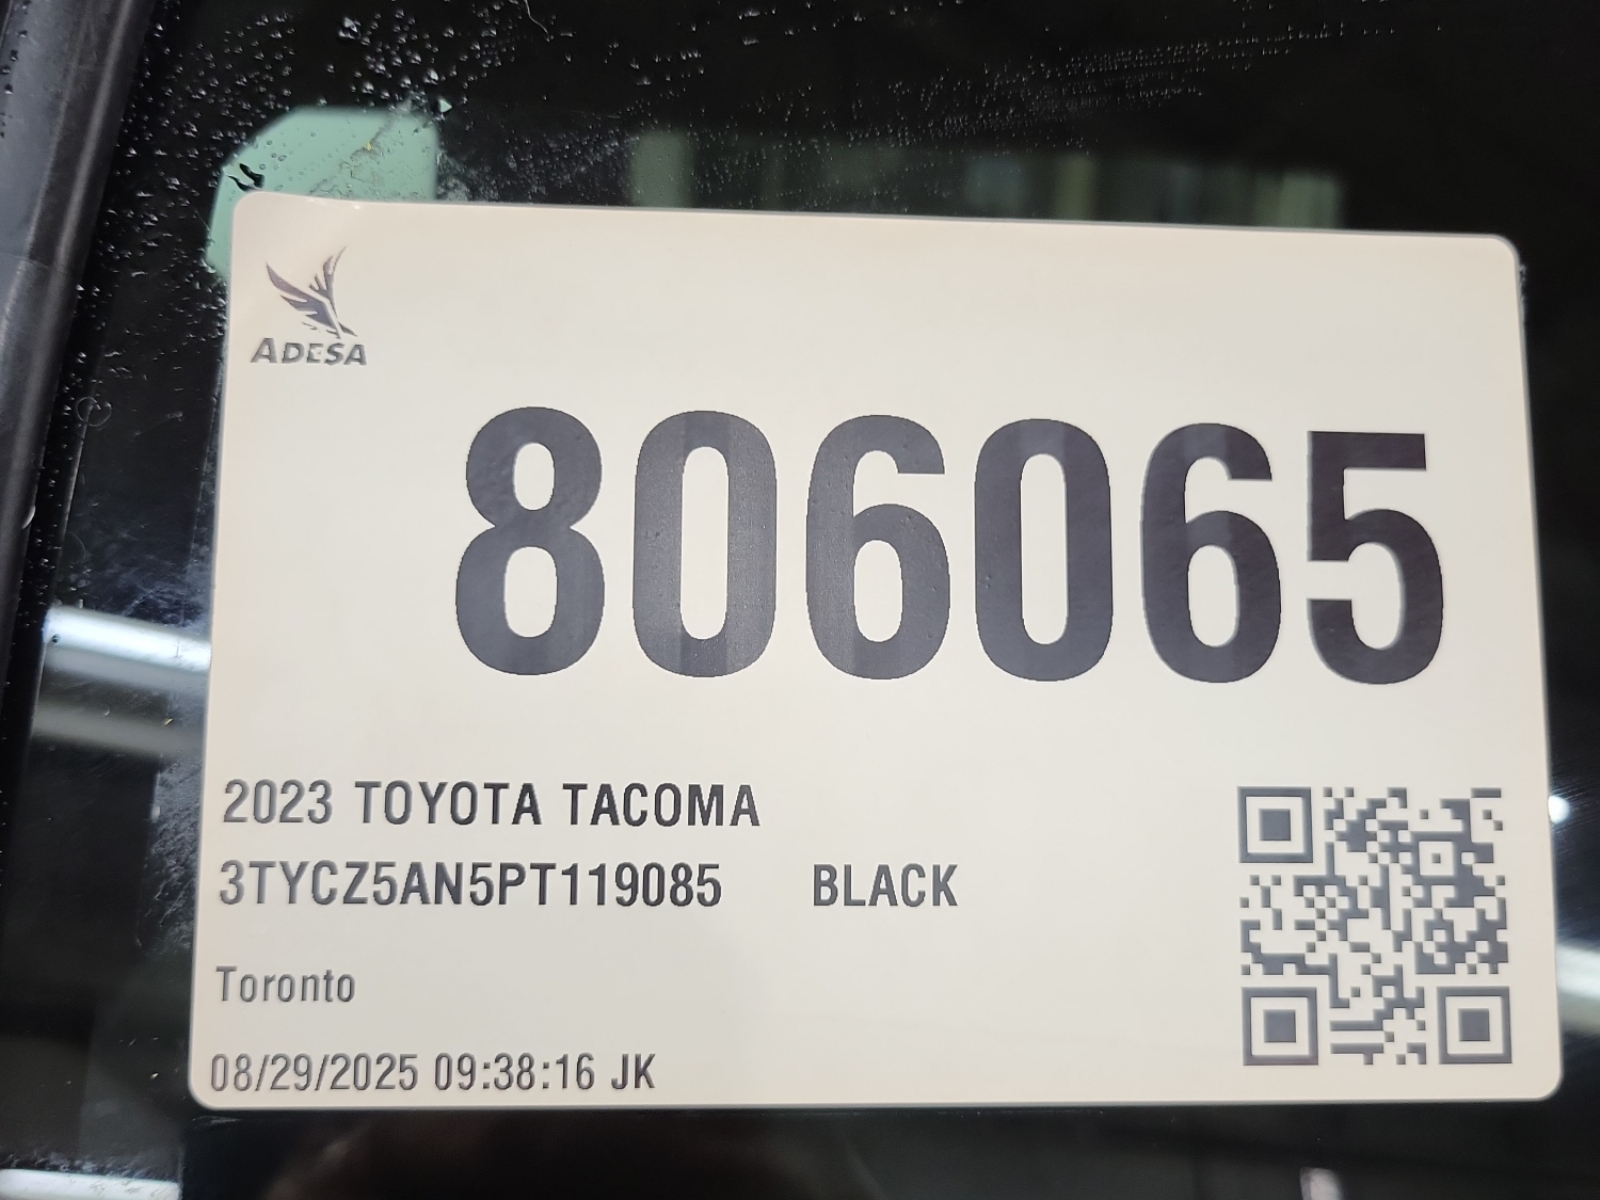 ADESA
806065
2023 TOYOTA TACOMA
3TYCZ5AN5PT119085 BLACK
Toronto
08/29/2025 09:38:16 JK